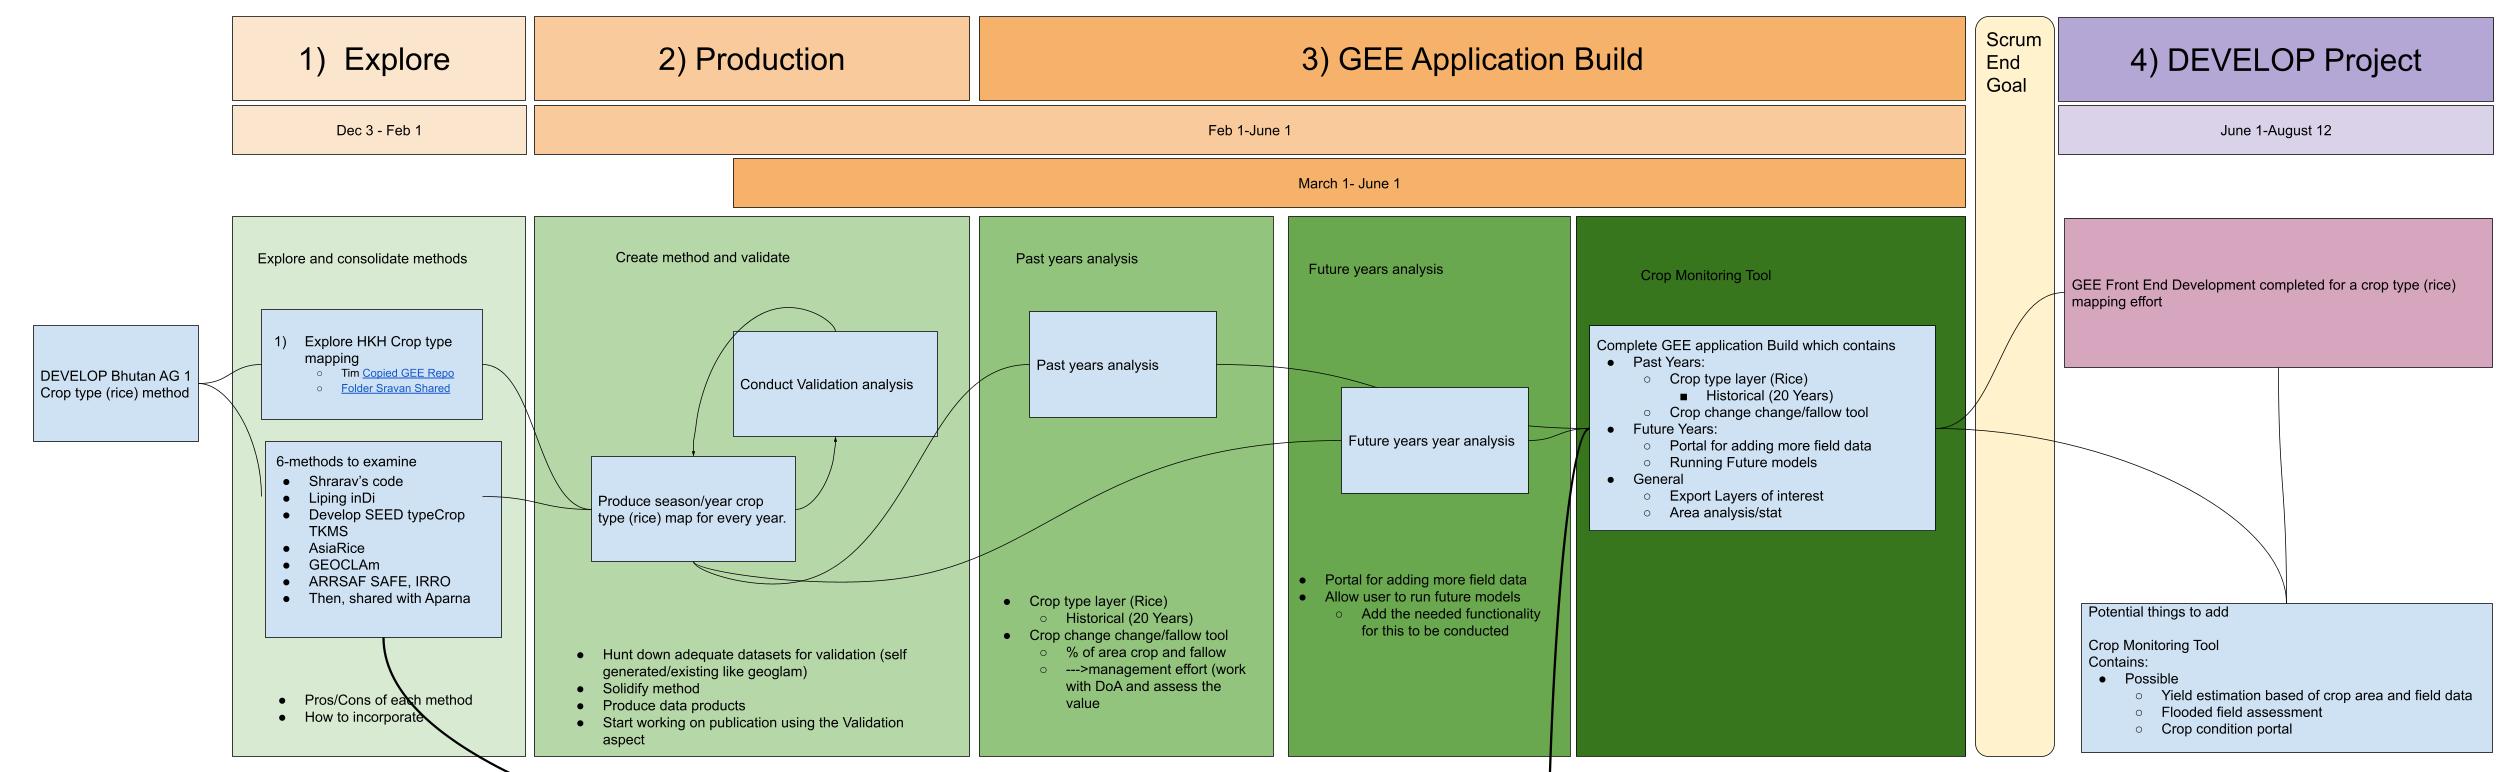 1) Explore
2) Production
3) GEE Application Build
Scrum
End
Goal
4) DEVELOP Project
Dec 3 - Feb 1
Feb 1-June 1
June 1-August 12
March 1- June 1
DEVELOP Bhutan AG 1
Crop type (rice) method
Explore and consolidate methods
1) Explore HKH Crop type
mapping
○ Tim Copied GEE Repo
○ Folder Sravan Shared
6-methods to examine
● Shrarav’s code
● Liping inDi
● Develop SEED typeCrop
TKMS
● AsiaRice
● GEOCLAm
● ARRSAF SAFE, IRRO
● Then, shared with Aparna
● Pros/Cons of each method
● How to incorporate
Create method and validate
Conduct Validation analysis
Produce season/year crop
type (rice) map for every year.
● Hunt down adequate datasets for validation (self
generated/existing like geoglam)
● Solidify method
● Produce data products
● Start working on publication using the Validation
aspect
Past years analysis
Past years analysis
● Crop type layer (Rice)
○ Historical (20 Years)
● Crop change change/fallow tool
○ % of area crop and fallow
○ --->management effort (work
with DoA and assess the
value
Future years analysis
Future years year analysis
● Portal for adding more field data
● Allow user to run future models
○ Add the needed functionality
for this to be conducted
Crop Monitoring Tool
Complete GEE application Build which contains
● Past Years:
○ Crop type layer (Rice)
■ Historical (20 Years)
○ Crop change change/fallow tool
● Future Years:
○ Portal for adding more field data
○ Running Future models
● General
○ Export Layers of interest
○ Area analysis/stat
GEE Front End Development completed for a crop type (rice)
mapping effort
Potential things to add
Crop Monitoring Tool
Contains:
● Possible
○ Yield estimation based of crop area and field data
○ Flooded field assessment
○ Crop condition portal